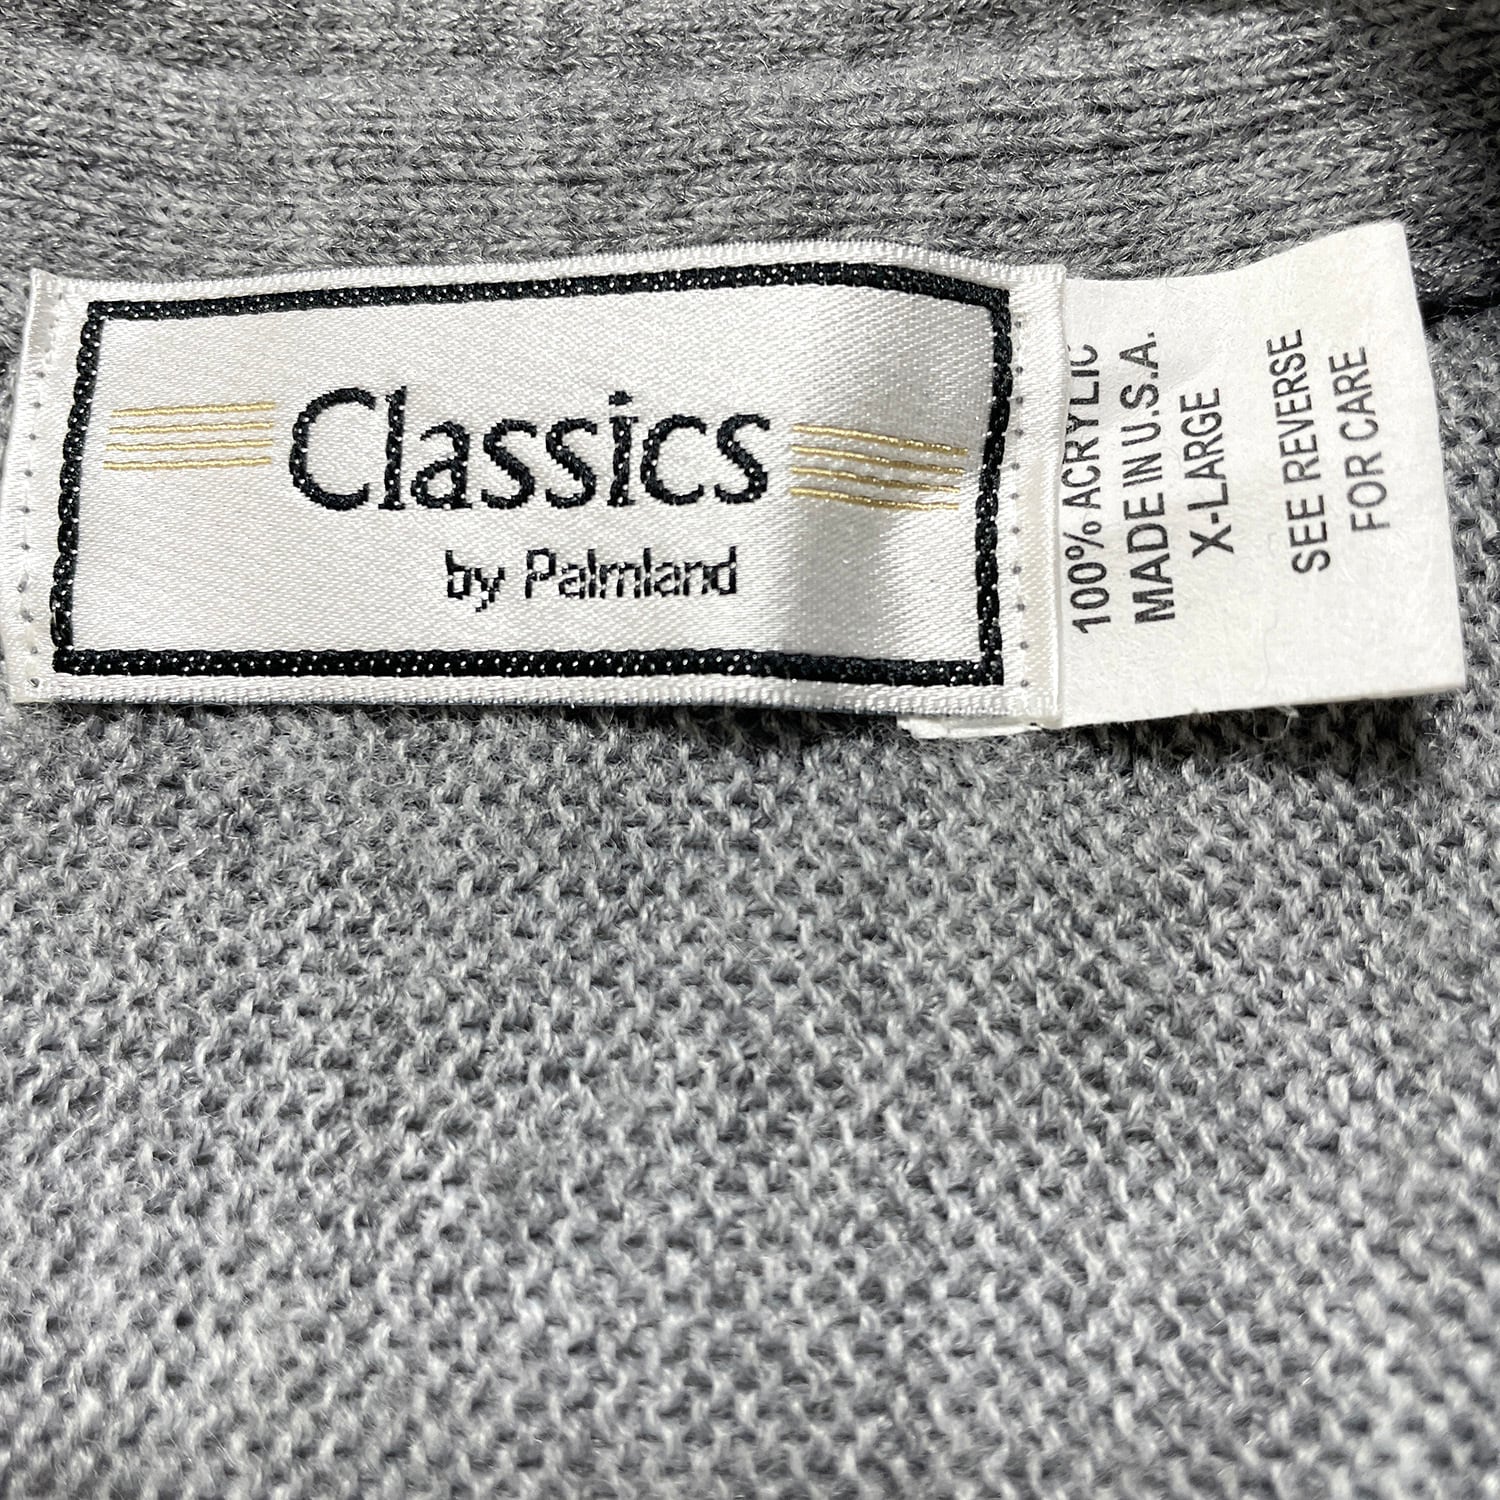 Classics
by Palmland
100% ACRYLIC
MADE IN U.S.A.
X-LARGE
SEE REVERSE
FOR CARE